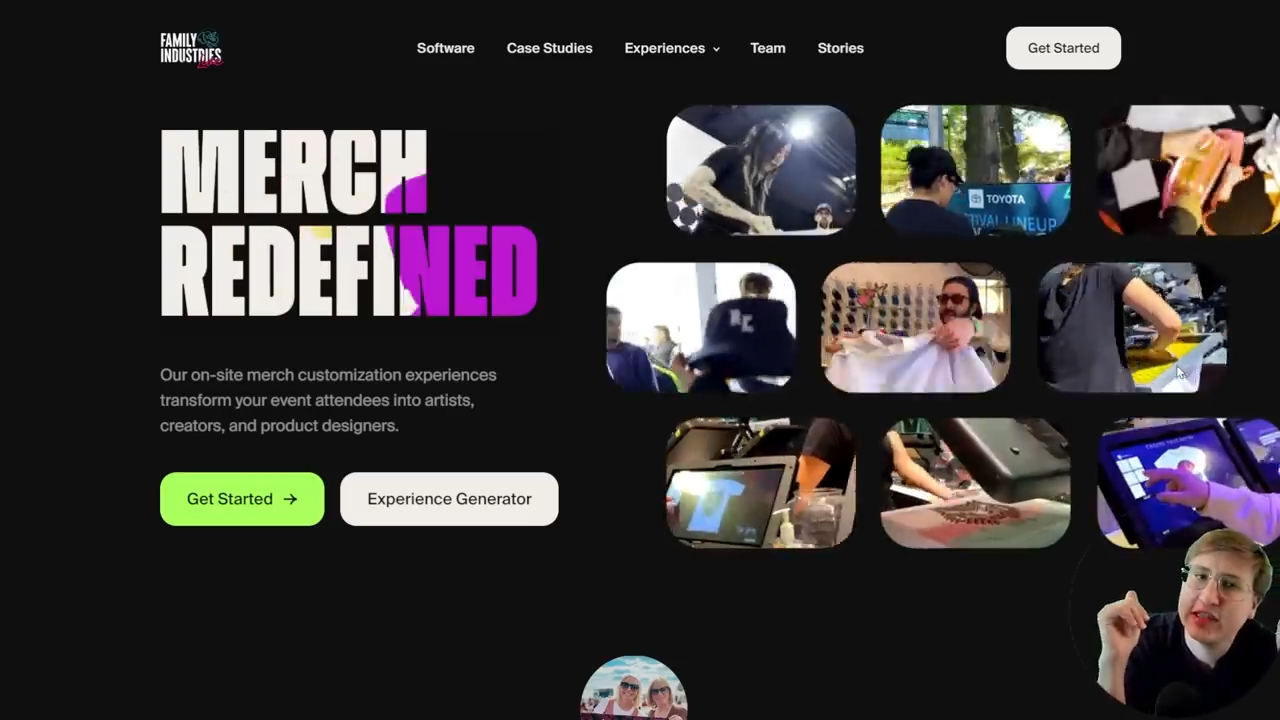 FAMILY
INDUSTRIES
Live
Software
Case Studies
Experiences
Team
Stories
Get Started
MERCH
REDEFINED
Our on-site merch customization experiences
transform your event attendees into artists,
creators, and product designers.
Get Started
Experience Generator
TOYOTA
LINEUP